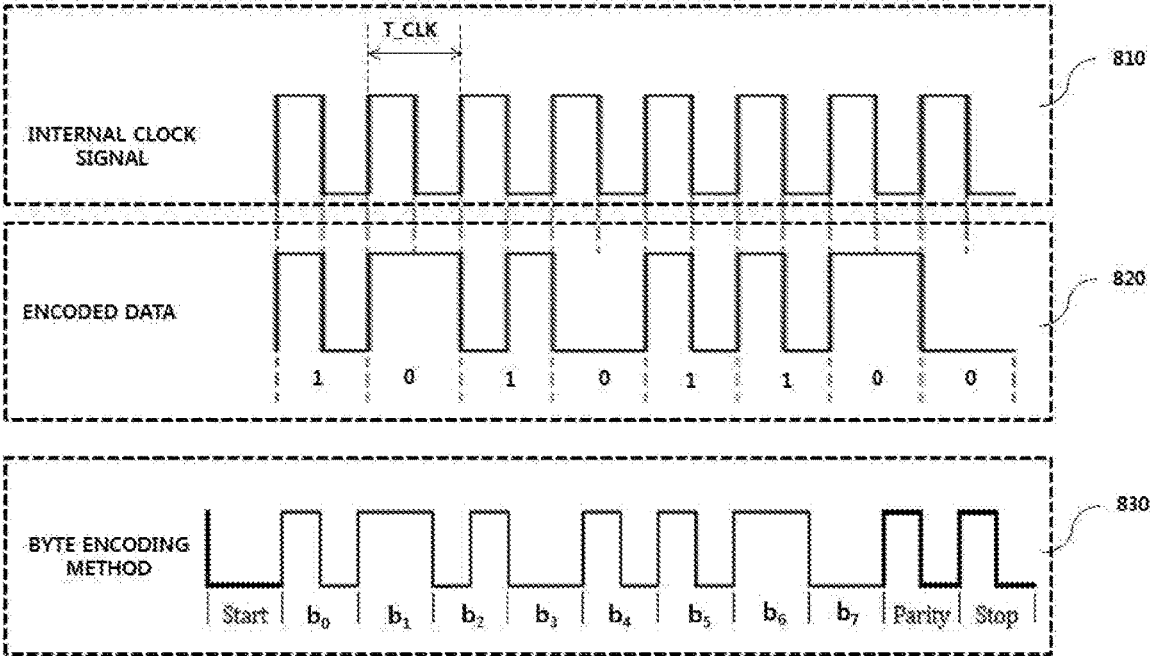 T_CLK
810
INTERNAL CLOCK
SIGNAL
820
ENCODED DATA
1 0 1 0 1 1 0 0
830
BYTE ENCODING
METHOD
Start b₀ b₁ b₂ b₃ b₄ b₅ b₆ b₇ Parity Stop